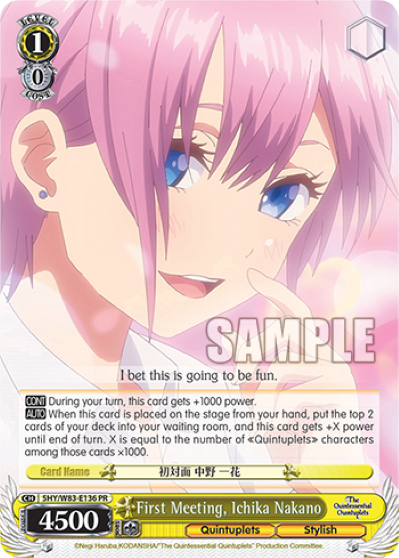 LEVEL
1
0
COST
SAMPLE
I bet this is going to be fun.
CONT During your turn, this card gets +1000 power.
AUTO When this card is placed on the stage from your hand, put the top 2
cards of your deck into your waiting room, and this card gets +X power
until end of turn. X is equal to the number of «Quintuplets» characters
among those cards ×1000.
Card Name 初対面 中野 一花
CH 5HY/W83-E136 PR
First Meeting, Ichika Nakano
The Quintessential Quintuplets
4500
Quintuplets Stylish
©Negi Haruba,KODANSHA/"The Quintessential Quintuplets" Production Committee.